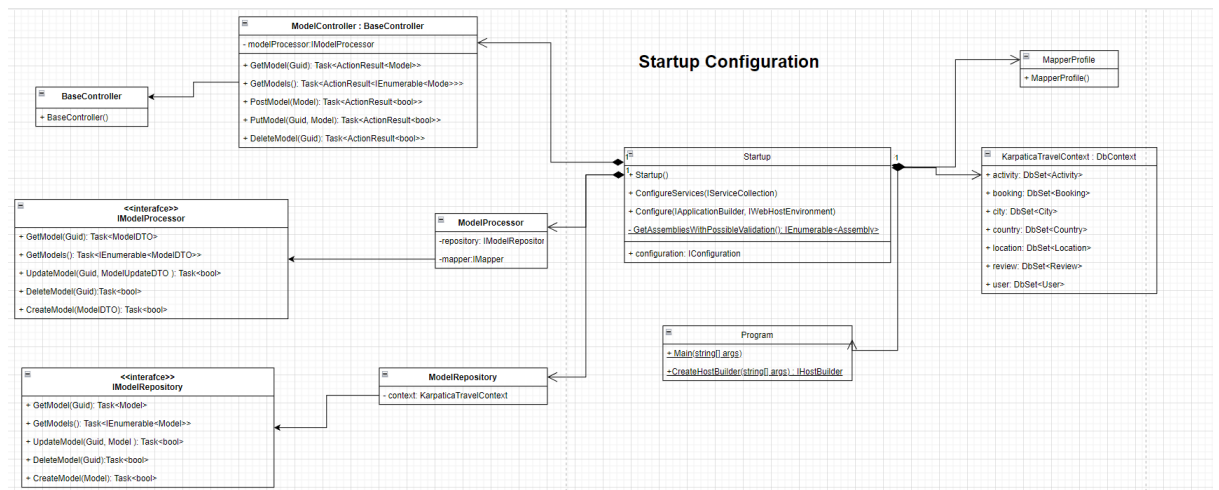 ModelController : BaseController
- modelProcessor:IModelProcessor
+ GetModel(Guid): Task<ActionResult<Model>>
+ GetModels(): Task<ActionResult<IEnumerable<Mode>>>
+ PostModel(Model): Task<ActionResult<bool>>
+ PutModel(Guid, Model): Task<ActionResult<bool>>
+ DeleteModel(Guid): Task<ActionResult<bool>>
BaseController
+ BaseController()
<<interafce>>
IModelProcessor
+ GetModel(Guid): Task<ModelDTO>
+ GetModels(): Task<IEnumerable<ModelDTO>>
+ UpdateModel(Guid, ModelUpdateDTO ): Task<bool>
+ DeleteModel(Guid):Task<bool>
+ CreateModel(ModelDTO): Task<bool>
ModelProcessor
-repository: IModelRepositor
-mapper:IMapper
<<interafce>>
IModelRepository
+ GetModel(Guid): Task<Model>
+ GetModels(): Task<IEnumerable<Model>>
+ UpdateModel(Guid, Model ): Task<bool>
+ DeleteModel(Guid):Task<bool>
+ CreateModel(Model): Task<bool>
ModelRepository
- context: KarpaticaTravelContext
Startup Configuration
1
1
1
Startup
+ Startup()
+ ConfigureServices(IServiceCollection)
+ Configure(IApplicationBuilder, IWebHostEnvironment)
- GetAssembliesWithPossibleValidation(): IEnumerable<Assembly>
+ configuration: IConfiguration
Program
+ Main(string[] args)
+CreateHostBuilder(string[] args) : IHostBuilder
MapperProfile
+ MapperProfile()
KarpaticaTravelContext : DbContext
+ activity: DbSet<Activity>
+ booking: DbSet<Booking>
+ city: DbSet<City>
+ country: DbSet<Country>
+ location: DbSet<Location>
+ review: DbSet<Review>
+ user: DbSet<User>